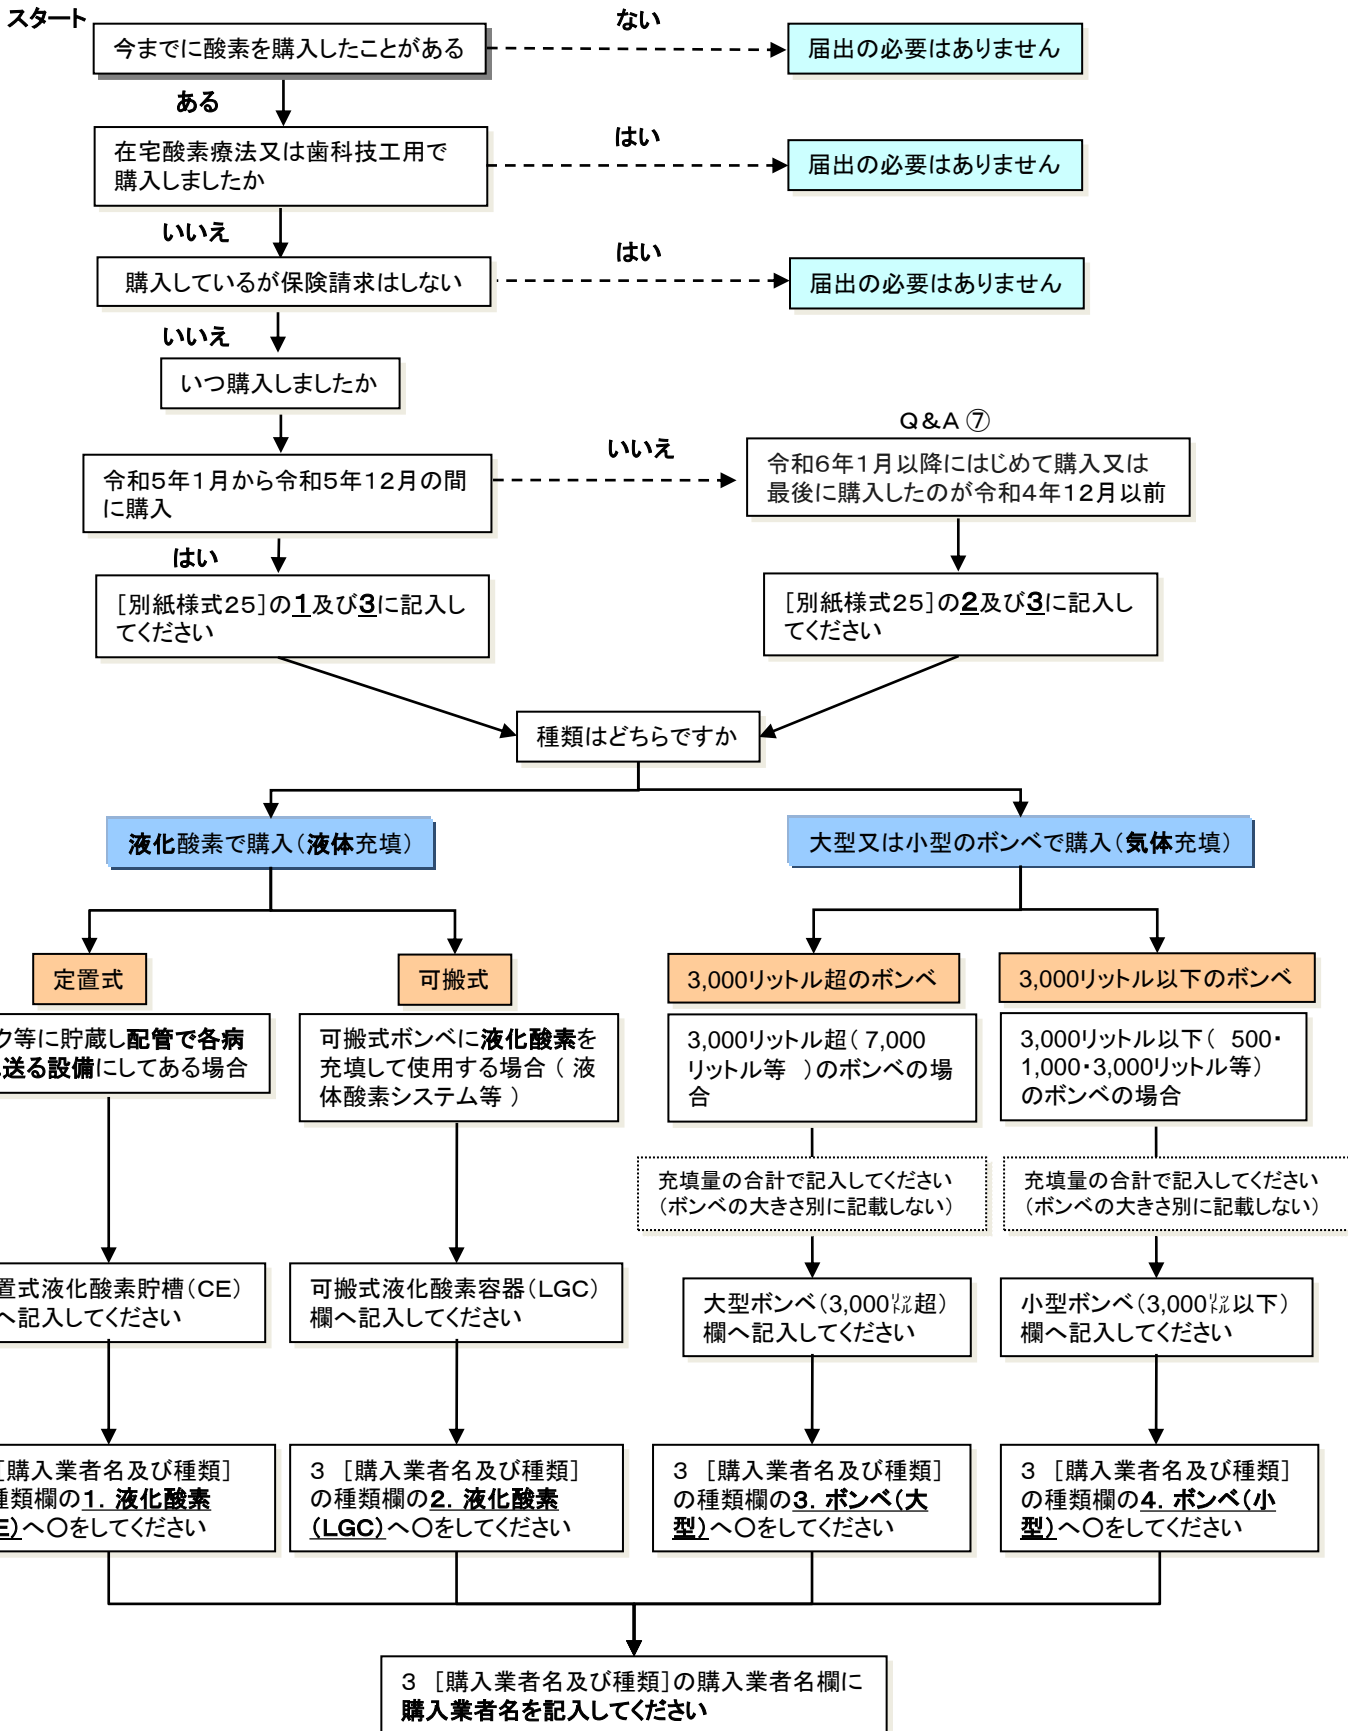 スタート
今までに酸素を購入したことがある
ない
届出の必要はありません
ある
在宅酸素療法又は歯科技工用で
購入しましたか
はい
届出の必要はありません
いいえ
購入しているが保険請求はしない
はい
届出の必要はありません
いいえ
いつ購入しましたか
令和5年1月から令和5年12月の間
に購入
いいえ
Q&A ⑦
令和6年1月以降にはじめて購入又は
最後に購入したのが令和4年12月以前
はい
［別紙様式25］の1及び3に記入し
てください
［別紙様式25］の2及び3に記入し
てください
種類はどちらですか
液化酸素で購入（液体充填）
大型又は小型のボンベで購入（気体充填）
定置式
可搬式
3,000リットル超のボンベ
3,000リットル以下のボンベ
ク等に貯蔵し配管で各病
送る設備にしてある場合
可搬式ボンベに液化酸素を
充填して使用する場合（ 液
体酸素システム等 ）
3,000リットル超（ 7,000
リットル等 ）のボンベの場
合
3,000リットル以下（ 500・
1,000・3,000リットル等）
のボンベの場合
充填量の合計で記入してください
（ボンベの大きさ別に記載しない）
充填量の合計で記入してください
（ボンベの大きさ別に記載しない）
置式液化酸素貯槽（CE）
へ記入してください
可搬式液化酸素容器（LGC）
欄へ記入してください
大型ボンベ（3,000㍑超）
欄へ記入してください
小型ボンベ（3,000㍑以下）
欄へ記入してください
［購入業者名及び種類］
種類欄の1. 液化酸素
E）へ○をしてください
3 ［購入業者名及び種類］
の種類欄の2. 液化酸素
（LGC）へ○をしてください
3 ［購入業者名及び種類］
の種類欄の3. ボンベ（大
型）へ○をしてください
3 ［購入業者名及び種類］
の種類欄の4. ボンベ（小
型）へ○をしてください
3 ［購入業者名及び種類］の購入業者名欄に
購入業者名を記入してください